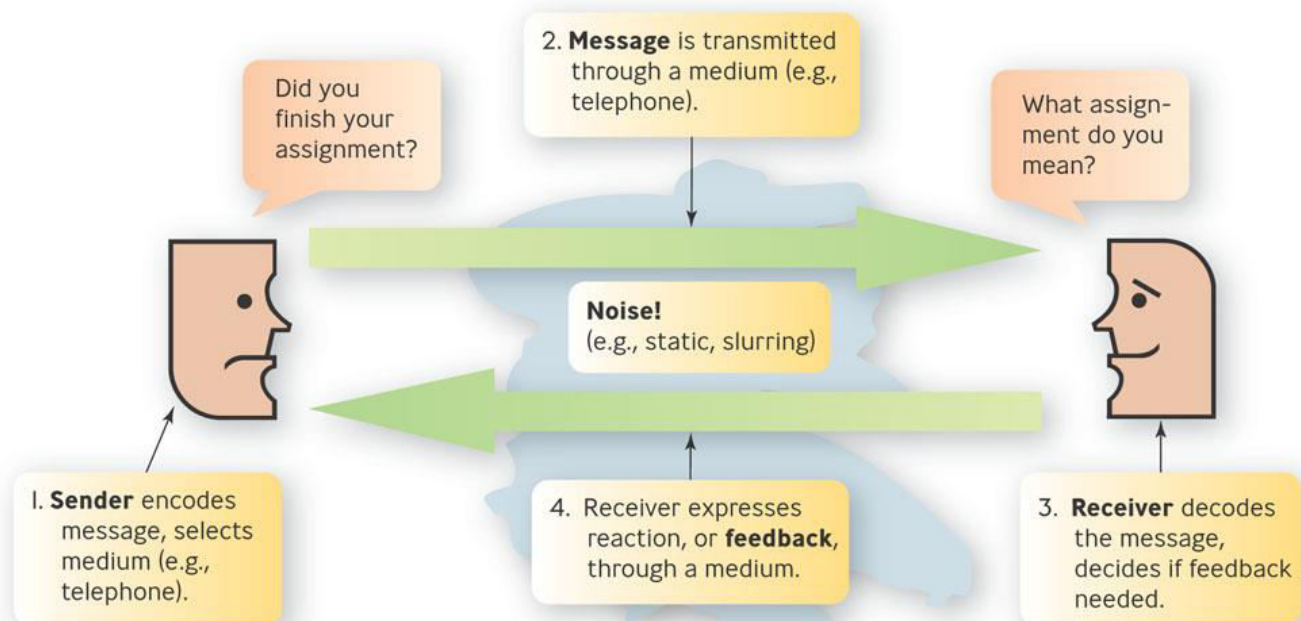 2. Message is transmitted
through a medium (e.g.,
telephone).
Did you
finish your
assignment?
What assign-
ment do you
mean?
Noise!
(e.g., static, slurring)
1. Sender encodes
message, selects
medium (e.g.,
telephone).
4. Receiver expresses
reaction, or feedback,
through a medium.
3. Receiver decodes
the message,
decides if feedback
needed.